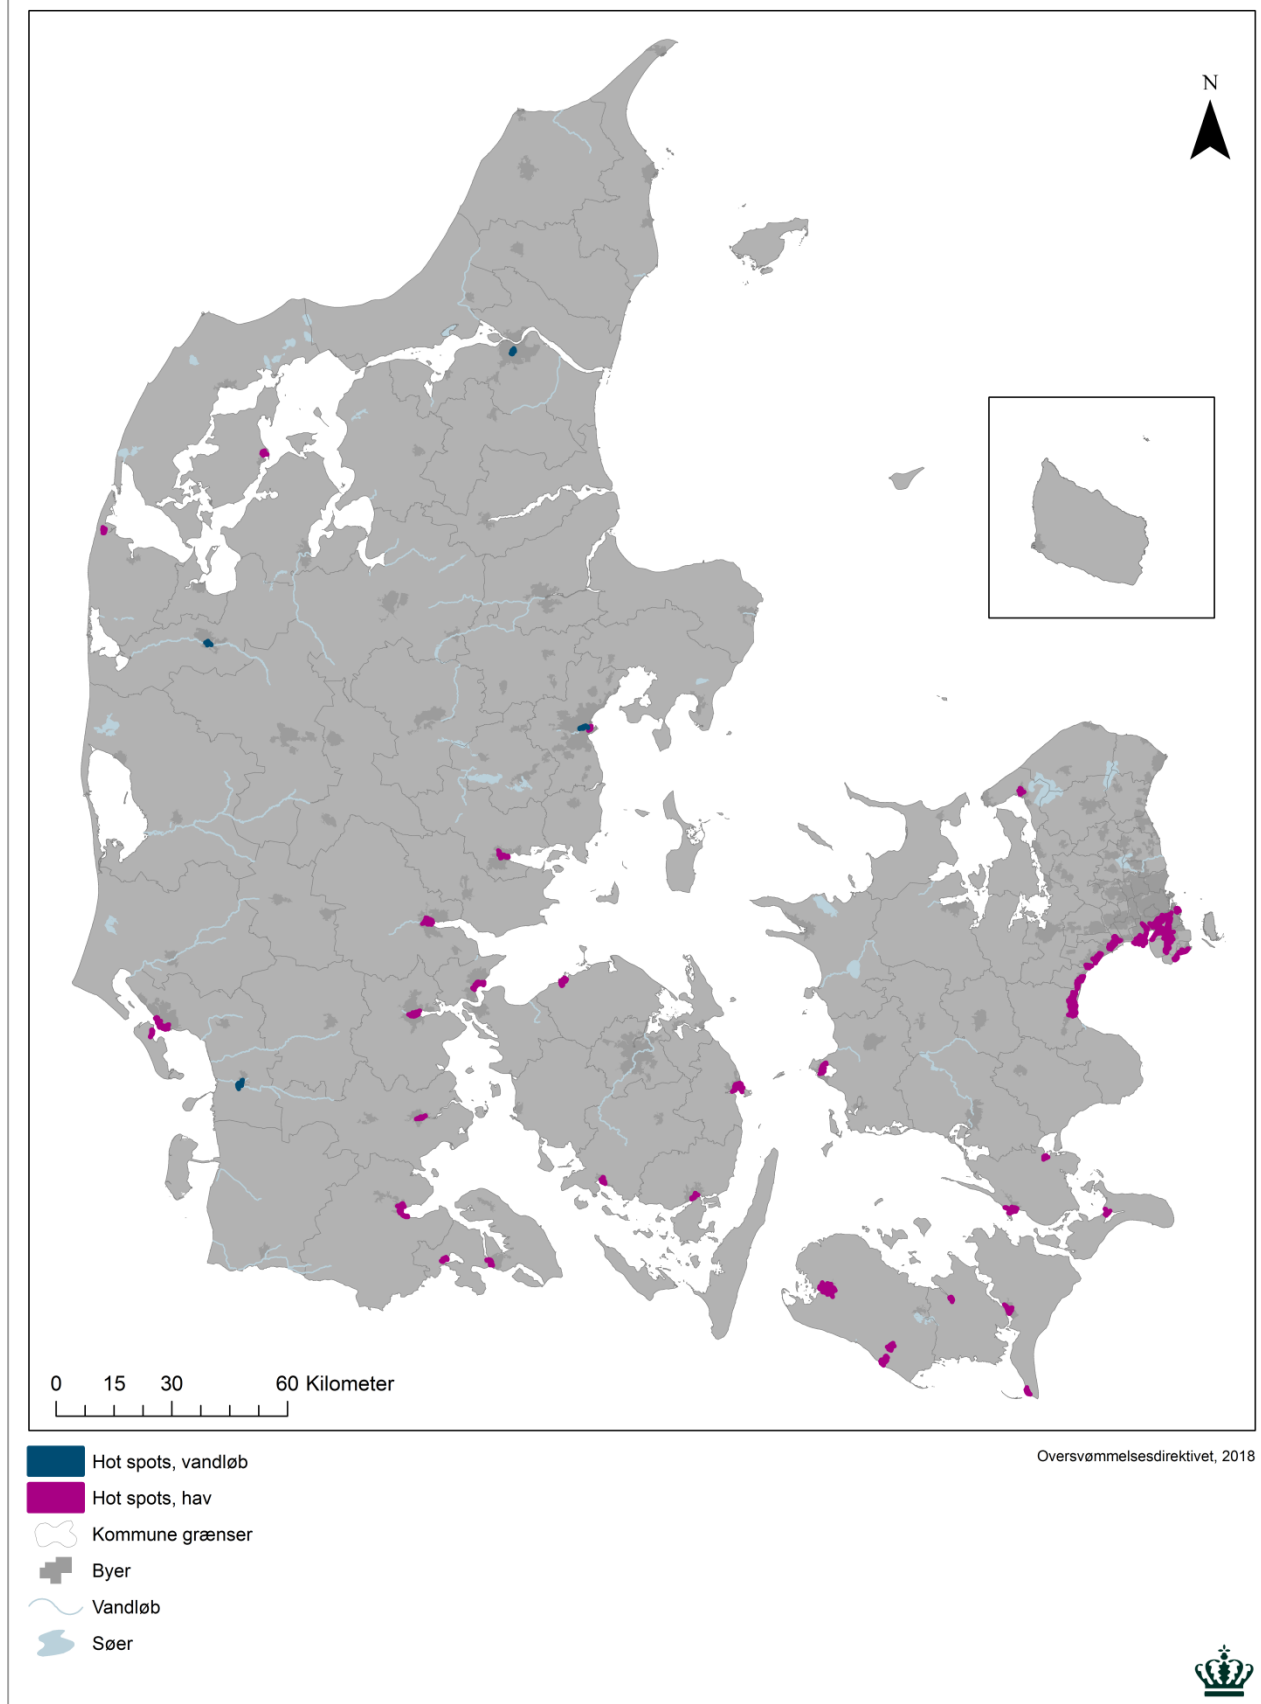 N
0 15 30 60 Kilometer
Oversvømmelsesdirektivet, 2018
Hot spots, vandløb
Hot spots, hav
Kommune grænser
Byer
Vandløb
Søer